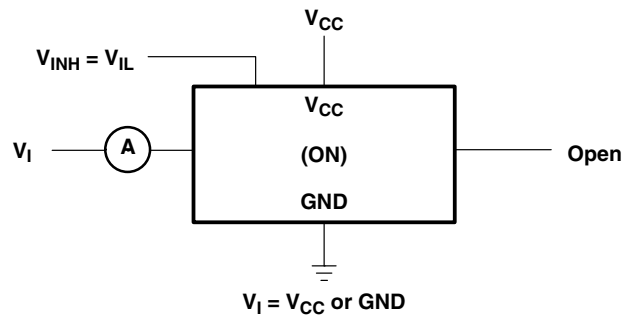 VCC
VINH = VIL
VCC
VI
A
(ON)
Open
GND
VI = VCC or GND